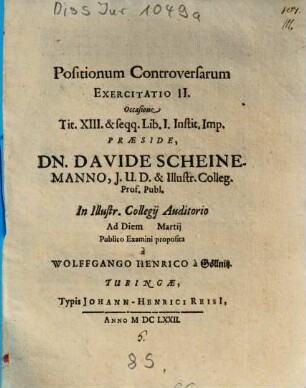 Diss Jur 1049a
Positionum Controversarum
EXERCITATIO II.
Occasione
Tit. XIII. & seqq. Lib. I. Instit. Imp.
PRÆSIDE,
DN. DAVIDE SCHEINE-
MANNO, J. U. D. & Illustr. Colleg.
Prof. Publ.
In Illustr. Collegij Auditorio
Ad Diem Martij
Publico Examini proposita
à
WOLFFGANGO HENRICO à Göllnitz.
TUBINGÆ,
Typis JOHANN-HENRICI REISI,
ANNO M DC LXXII.
5.
85.